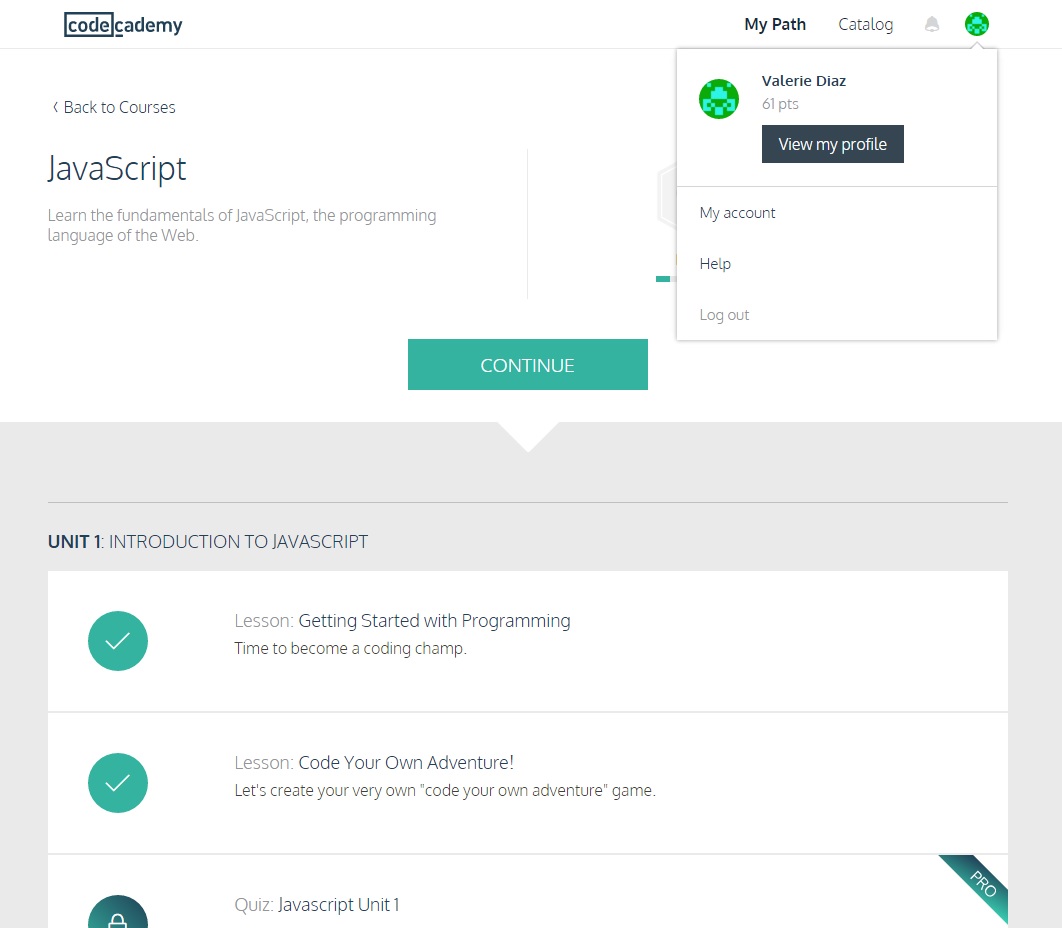 codecademy
My Path
Catalog
Valerie Diaz
61 pts
View my profile
My account
Help
Log out
Back to Courses
JavaScript
Learn the fundamentals of JavaScript, the programming
language of the Web.
CONTINUE
UNIT 1: INTRODUCTION TO JAVASCRIPT
Lesson: Getting Started with Programming
Time to become a coding champ.
Lesson: Code Your Own Adventure!
Let's create your very own "code your own adventure" game.
PRO
Quiz: Javascript Unit 1